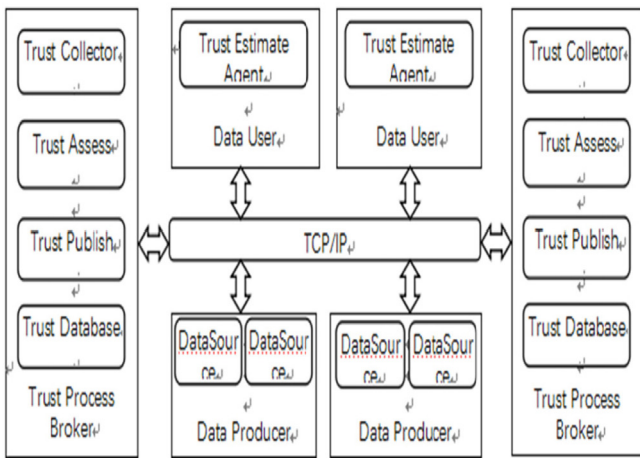 Trust Collector
Trust Assess
Trust Publish
Trust Database
Trust Process
Broker
Trust Estimate
Agent
Data User
Trust Estimate
Agent
Data User
TCP/IP
DataSour
ce
DataSour
ce
Data Producer
DataSour
ce
DataSour
ce
Data Producer
Trust Collector
Trust Assess
Trust Publish
Trust Database
Trust Process
Broker